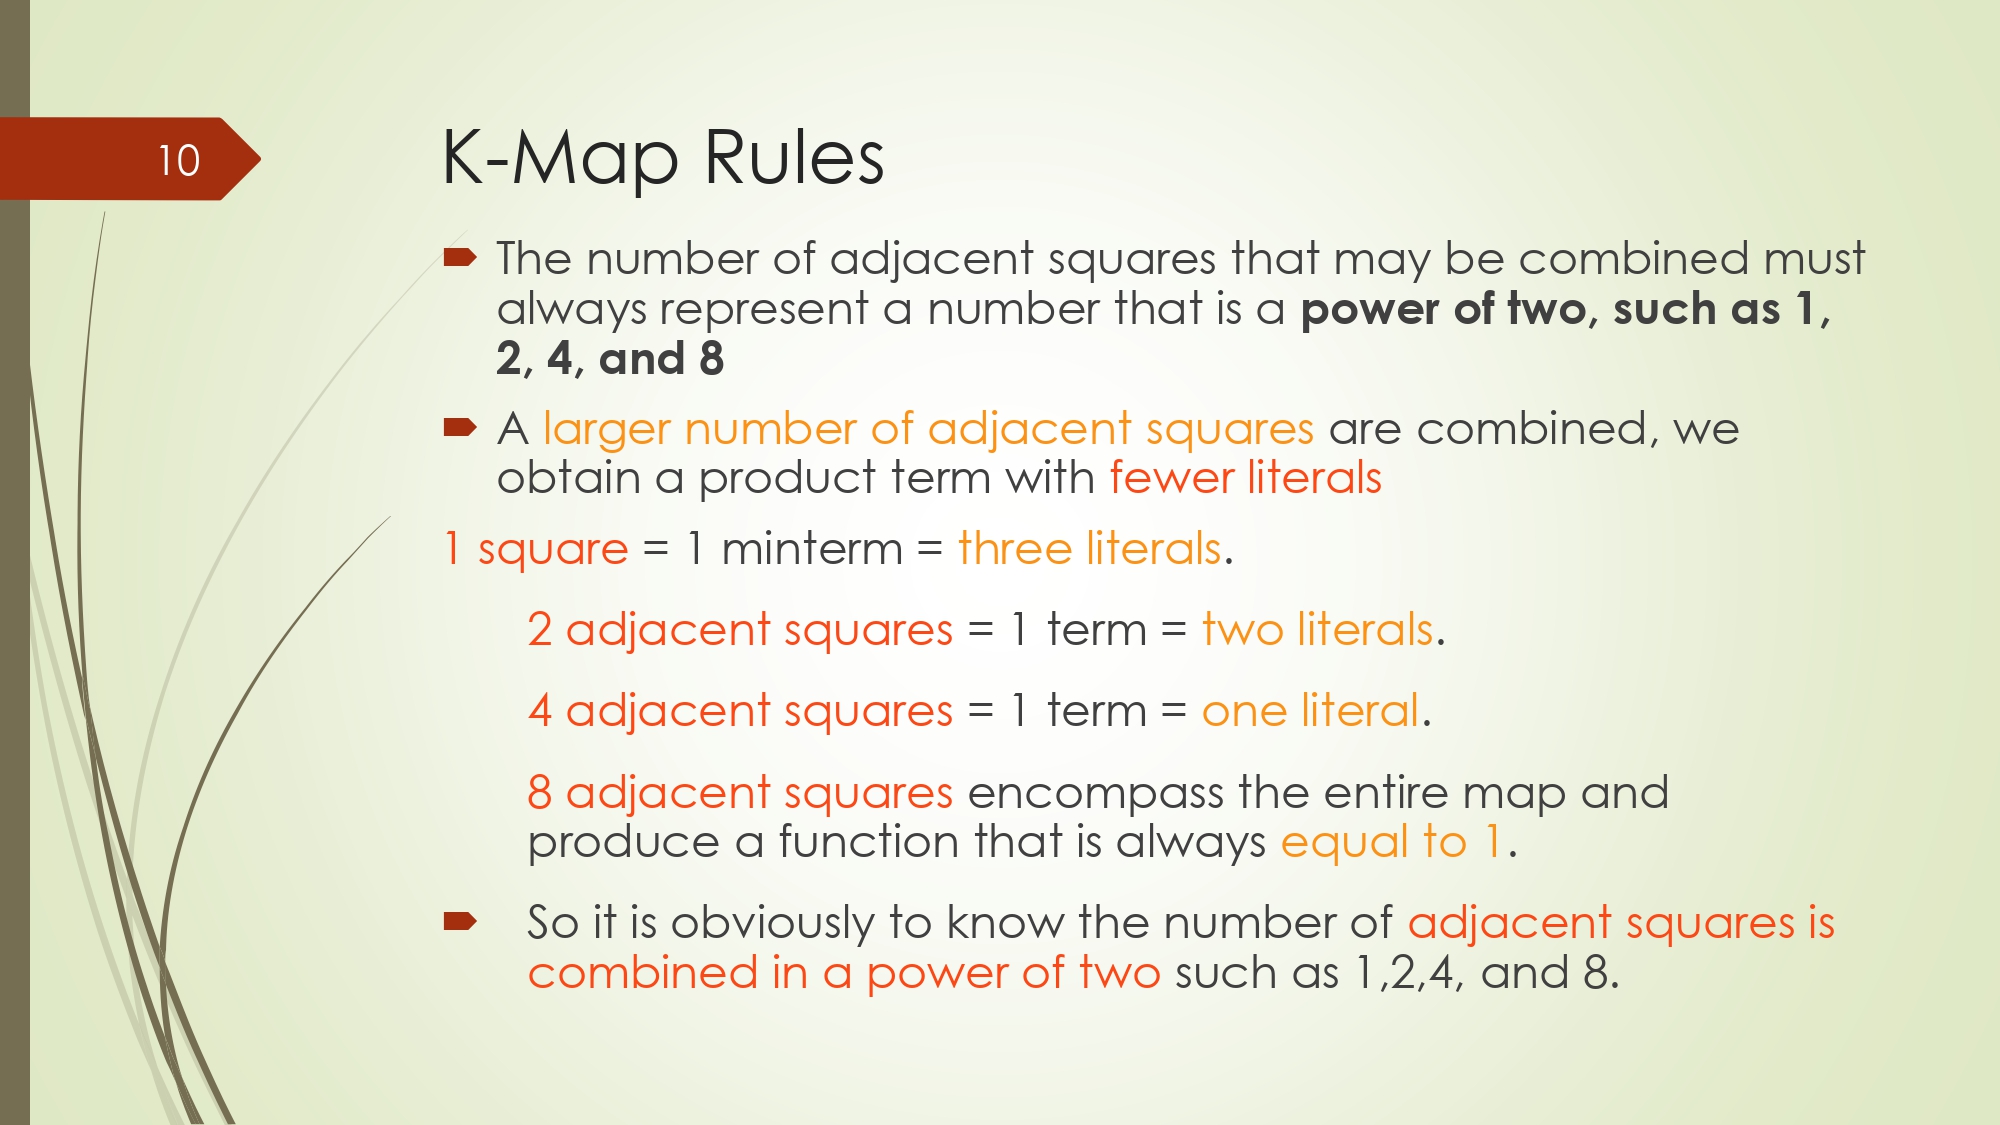 10
K-Map Rules
The number of adjacent squares that may be combined must
always represent a number that is a power of two, such as 1,
2, 4, and 8
A larger number of adjacent squares are combined, we
obtain a product term with fewer literals
1 square = 1 minterm = three literals.
2 adjacent squares = 1 term = two literals.
4 adjacent squares = 1 term = one literal.
8 adjacent squares encompass the entire map and
produce a function that is always equal to 1.
So it is obviously to know the number of adjacent squares is
combined in a power of two such as 1,2,4, and 8.